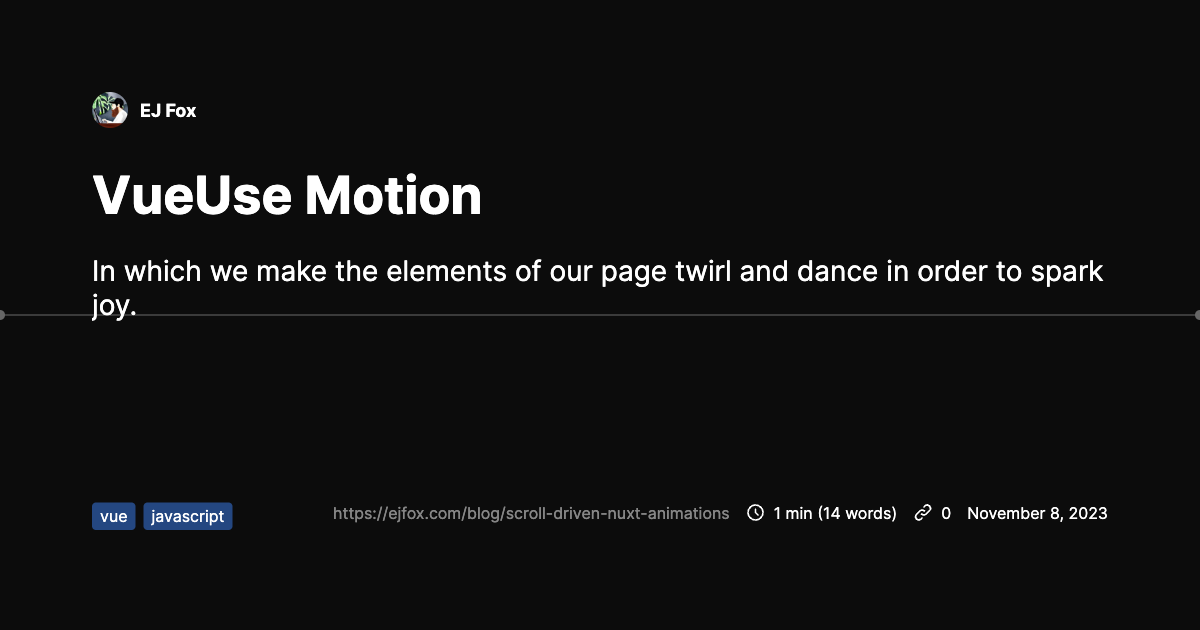 EJ Fox
VueUse Motion
In which we make the elements of our page twirl and dance in order to spark
joy.
vue javascript https://ejfox.com/blog/scroll-driven-nuxt-animations 1 min (14 words) 0 November 8, 2023